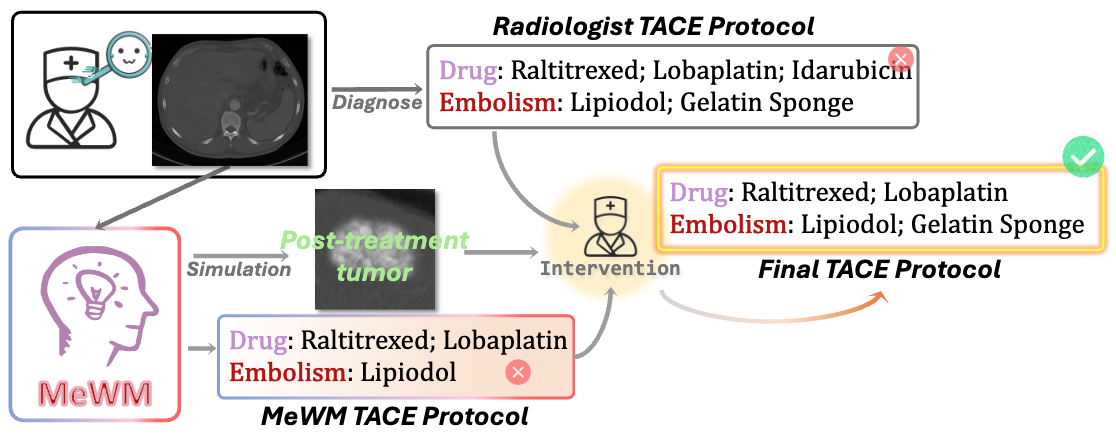 Radiologist TACE Protocol
Drug: Raltitrexed; Lobaplatin; Idarubicin
Embolism: Lipiodol; Gelatin Sponge
Diagnose
Drug: Raltitrexed; Lobaplatin
Embolism: Lipiodol; Gelatin Sponge
Final TACE Protocol
Intervention
Post-treatment
tumor
Simulation
MeWM
Drug: Raltitrexed; Lobaplatin
Embolism: Lipiodol
MeWM TACE Protocol